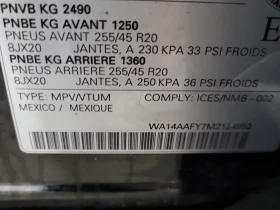 PNVB KG 2490
PNBE KG AVANT 1250
PNEUS AVANT 255/45 R20
8JX20 JANTES, A 230 KPA 33 PSI FROIDS
PNBE KG ARRIERE 1360
PNEUS ARRIERE 255/45 R20
8JX20 JANTES, A 250 KPA 36 PSI FROIDS
TYPE: MPV/VTUM COMPLY: ICES/NMB - 002
MEXICO / MEXIQUE